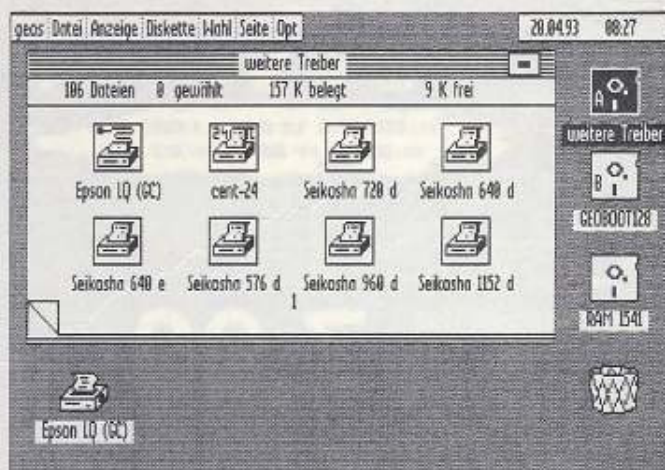 geos Datei Anzeige Diskette Wahl Seite Opt 20.04.93 08:27
weitere Treiber
106 Dateien 0 gewählt 157 K belegt 9 K frei
Epson LQ (GC) cent-24 Seikosha 720 d Seikosha 640 d
Seikosha 640 e Seikosha 576 d Seikosha 960 d Seikosha 1152 d
1
A
weitere Treiber
B
GEOBOOT128
RAM 1541
Epson LQ (GC)